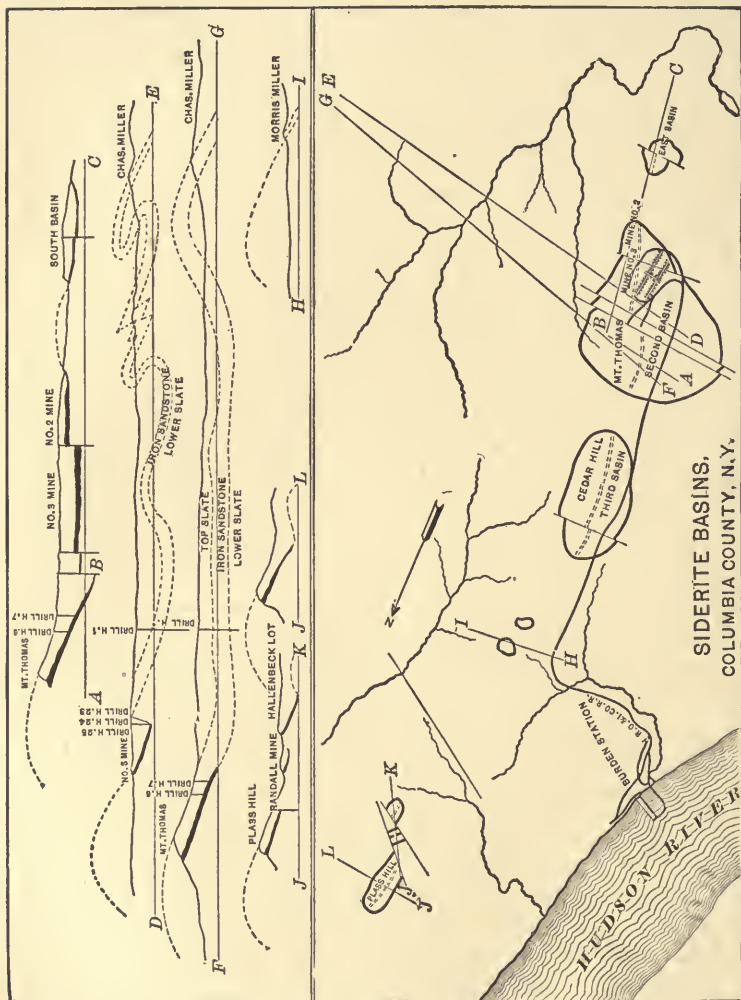 A
B
C
MT. THOMAS
DRILL H.6
DRILL H.7
NO.3 MINE
NO.2 MINE
SOUTH BASIN
D
E
NO.5 MINE
DRILL H.25
DRILL H.24
DRILL H.23
IRON SANDSTONE
LOWER SLATE
CHAS. MILLER
F
G
MT. THOMAS
DRILL H.6
DRILL H.7
DRILL H.1
TOP SLATE
IRON SANDSTONE
LOWER SLATE
CHAS. MILLER
J
K
PLASS HILL
RANDALL MINE
HALLENBECK LOT
J
L
H
I
MORRIS MILLER
L
K
J
PLASS HILL
N
I
H
BURDEN STATION
H.R.O.& I. CO. R.R.
CEDAR HILL
THIRD BASIN
G
E
B
MT. THOMAS
SECOND BASIN
MINE NO.3
MINE NO.2
F
A
D
C
EAST BASIN
HUDSON RIVER
SIDERITE BASINS,
COLUMBIA COUNTY, N.Y.